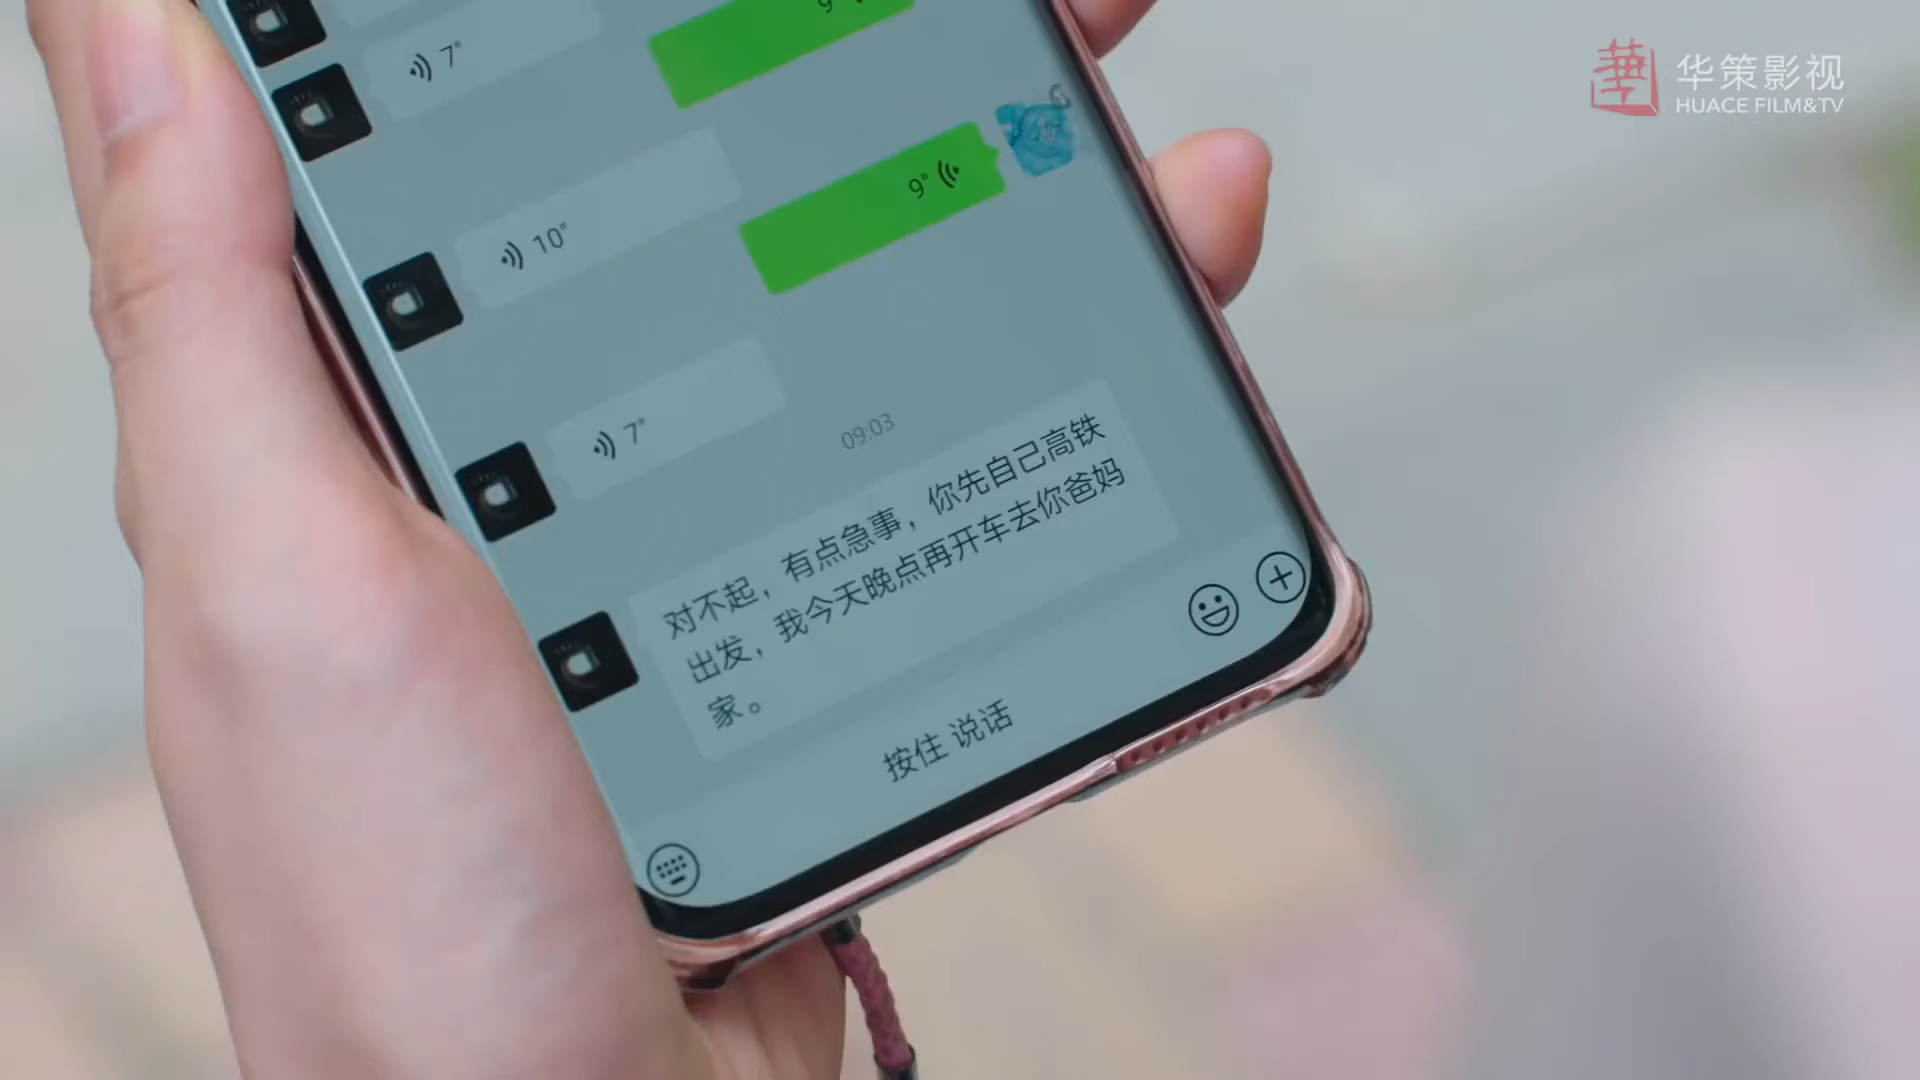 華
华策影视
HUACE FILM&TV
7"
9"
9"
10"
7"
09:03
对不起，有点急事，你先自己高铁
出发，我今天晚点再开车去你爸妈
家。
按住 说话